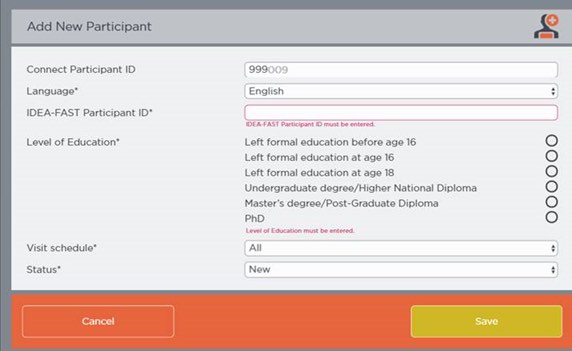 Add New Participant
Connect Participant ID 999009
Language* English
IDEA-FAST Participant ID*
IDEA-FAST Participant ID must be entered.
Level of Education* Left formal education before age 16
Left formal education at age 16
Left formal education at age 18
Undergraduate degree/Higher National Diploma
Master's degree/Post-Graduate Diploma
PhD
Level of Education must be entered.
Visit schedule* All
Status* New
Cancel Save